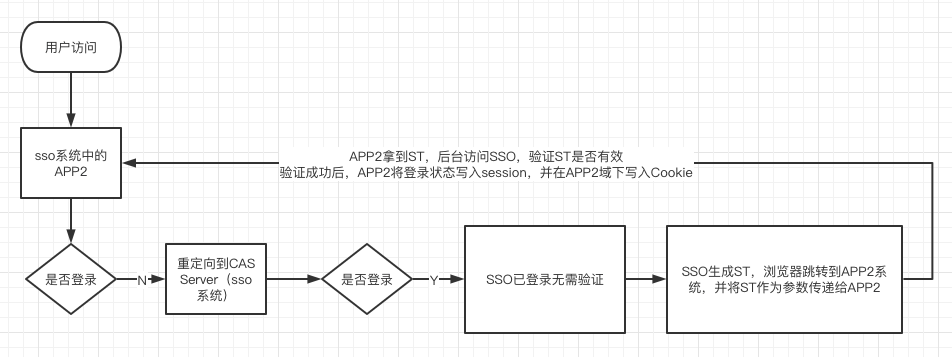 用户访问
sso系统中的
APP2
APP2拿到ST，后台访问SSO，验证ST是否有效
验证成功后，APP2将登录状态写入session，并在APP2域下写入Cookie
是否登录
N
重定向到CAS
Server（sso
系统）
是否登录
Y
SSO已登录无需验证
SSO生成ST，浏览器跳转到APP2系
统，并将ST作为参数传递给APP2